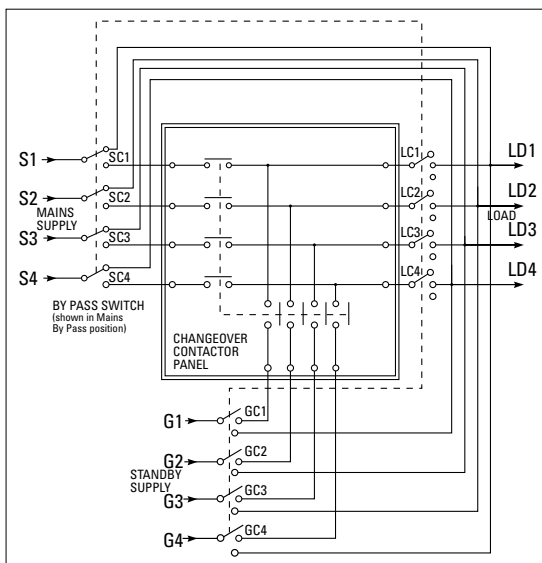 S1
SC1
LC1
LD1
S2
SC2
LC2
LD2
MAINS
SUPPLY
LOAD
S3
SC3
LC3
LD3
S4
SC4
LC4
LD4
BY PASS SWITCH
(shown in Mains
By Pass position)
CHANGEOVER
CONTACTOR
PANEL
G1
GC1
G2
GC2
STANDBY
SUPPLY
G3
GC3
G4
GC4